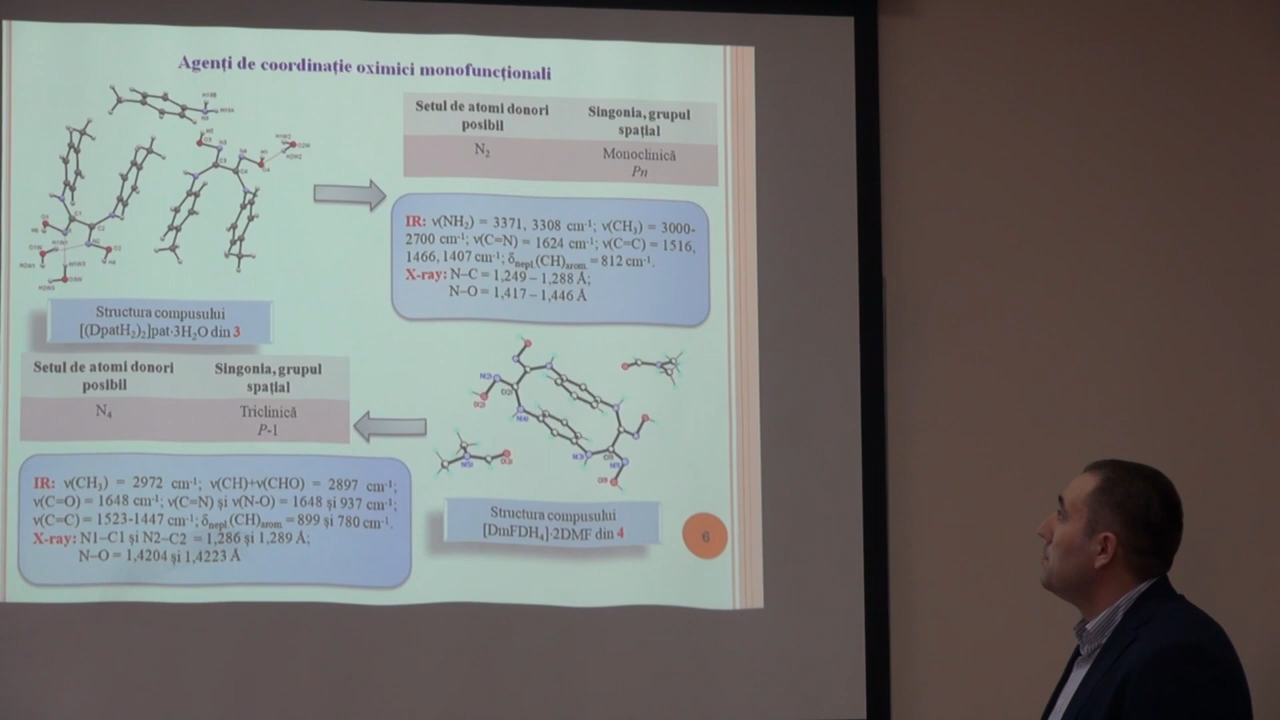 Agenți de coordinație oximici monofuncționali
Setul de atomi donori posibil
Singonia, grupul spațial
N₂
Monoclinică
Pn
IR: ν(NH₂) = 3371, 3308 cm⁻¹; ν(CH₃) = 3000-
2700 cm⁻¹; ν(C=N) = 1624 cm⁻¹; ν(C=C) = 1516,
1466, 1407 cm⁻¹; δnepl.(CH)arom. = 812 cm⁻¹.
X-ray: N–C = 1,249 – 1,288 Å;
N–O = 1,417 – 1,446 Å
Structura compusului
[(DpatH₂)₂]pat·3H₂O din 3
Setul de atomi donori posibil
Singonia, grupul spațial
N₄
Triclinică
P-1
IR: ν(CH₃) = 2972 cm⁻¹; ν(CH)+ν(CHO) = 2897 cm⁻¹;
ν(C=O) = 1648 cm⁻¹; ν(C=N) și ν(N-O) = 1648 și 937 cm⁻¹;
ν(C=C) = 1523-1447 cm⁻¹; δnepl.(CH)arom = 899 și 780 cm⁻¹.
X-ray: N1–C1 și N2–C2 = 1,286 și 1,289 Å;
N–O = 1,4204 și 1,4223 Å
Structura compusului
[DmFDH₄]·2DMF din 4
6